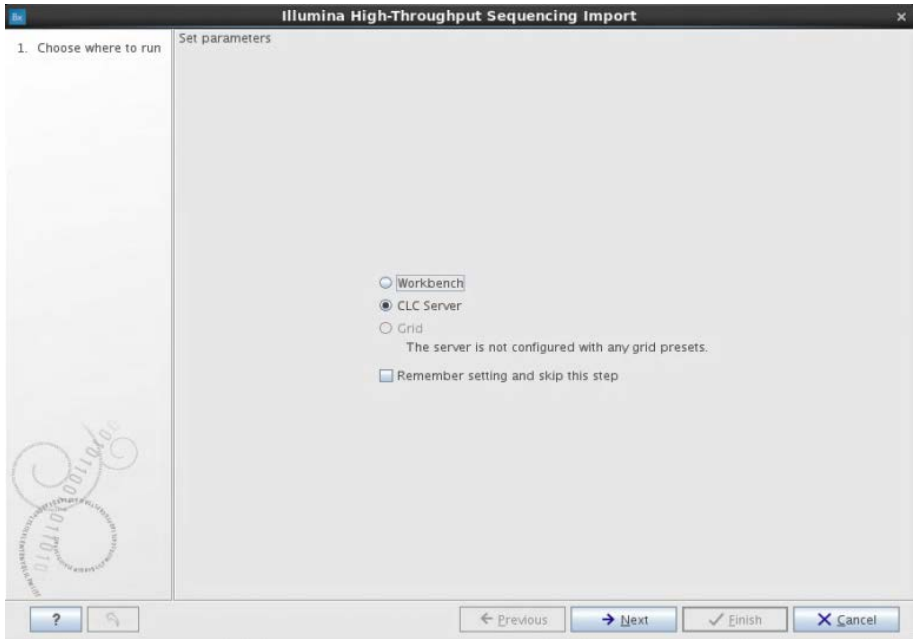 Illumina High-Throughput Sequencing Import
1. Choose where to run
Set parameters
Workbench
CLC Server
Grid
The server is not configured with any grid presets.
Remember setting and skip this step
?
Previous
Next
Finish
Cancel